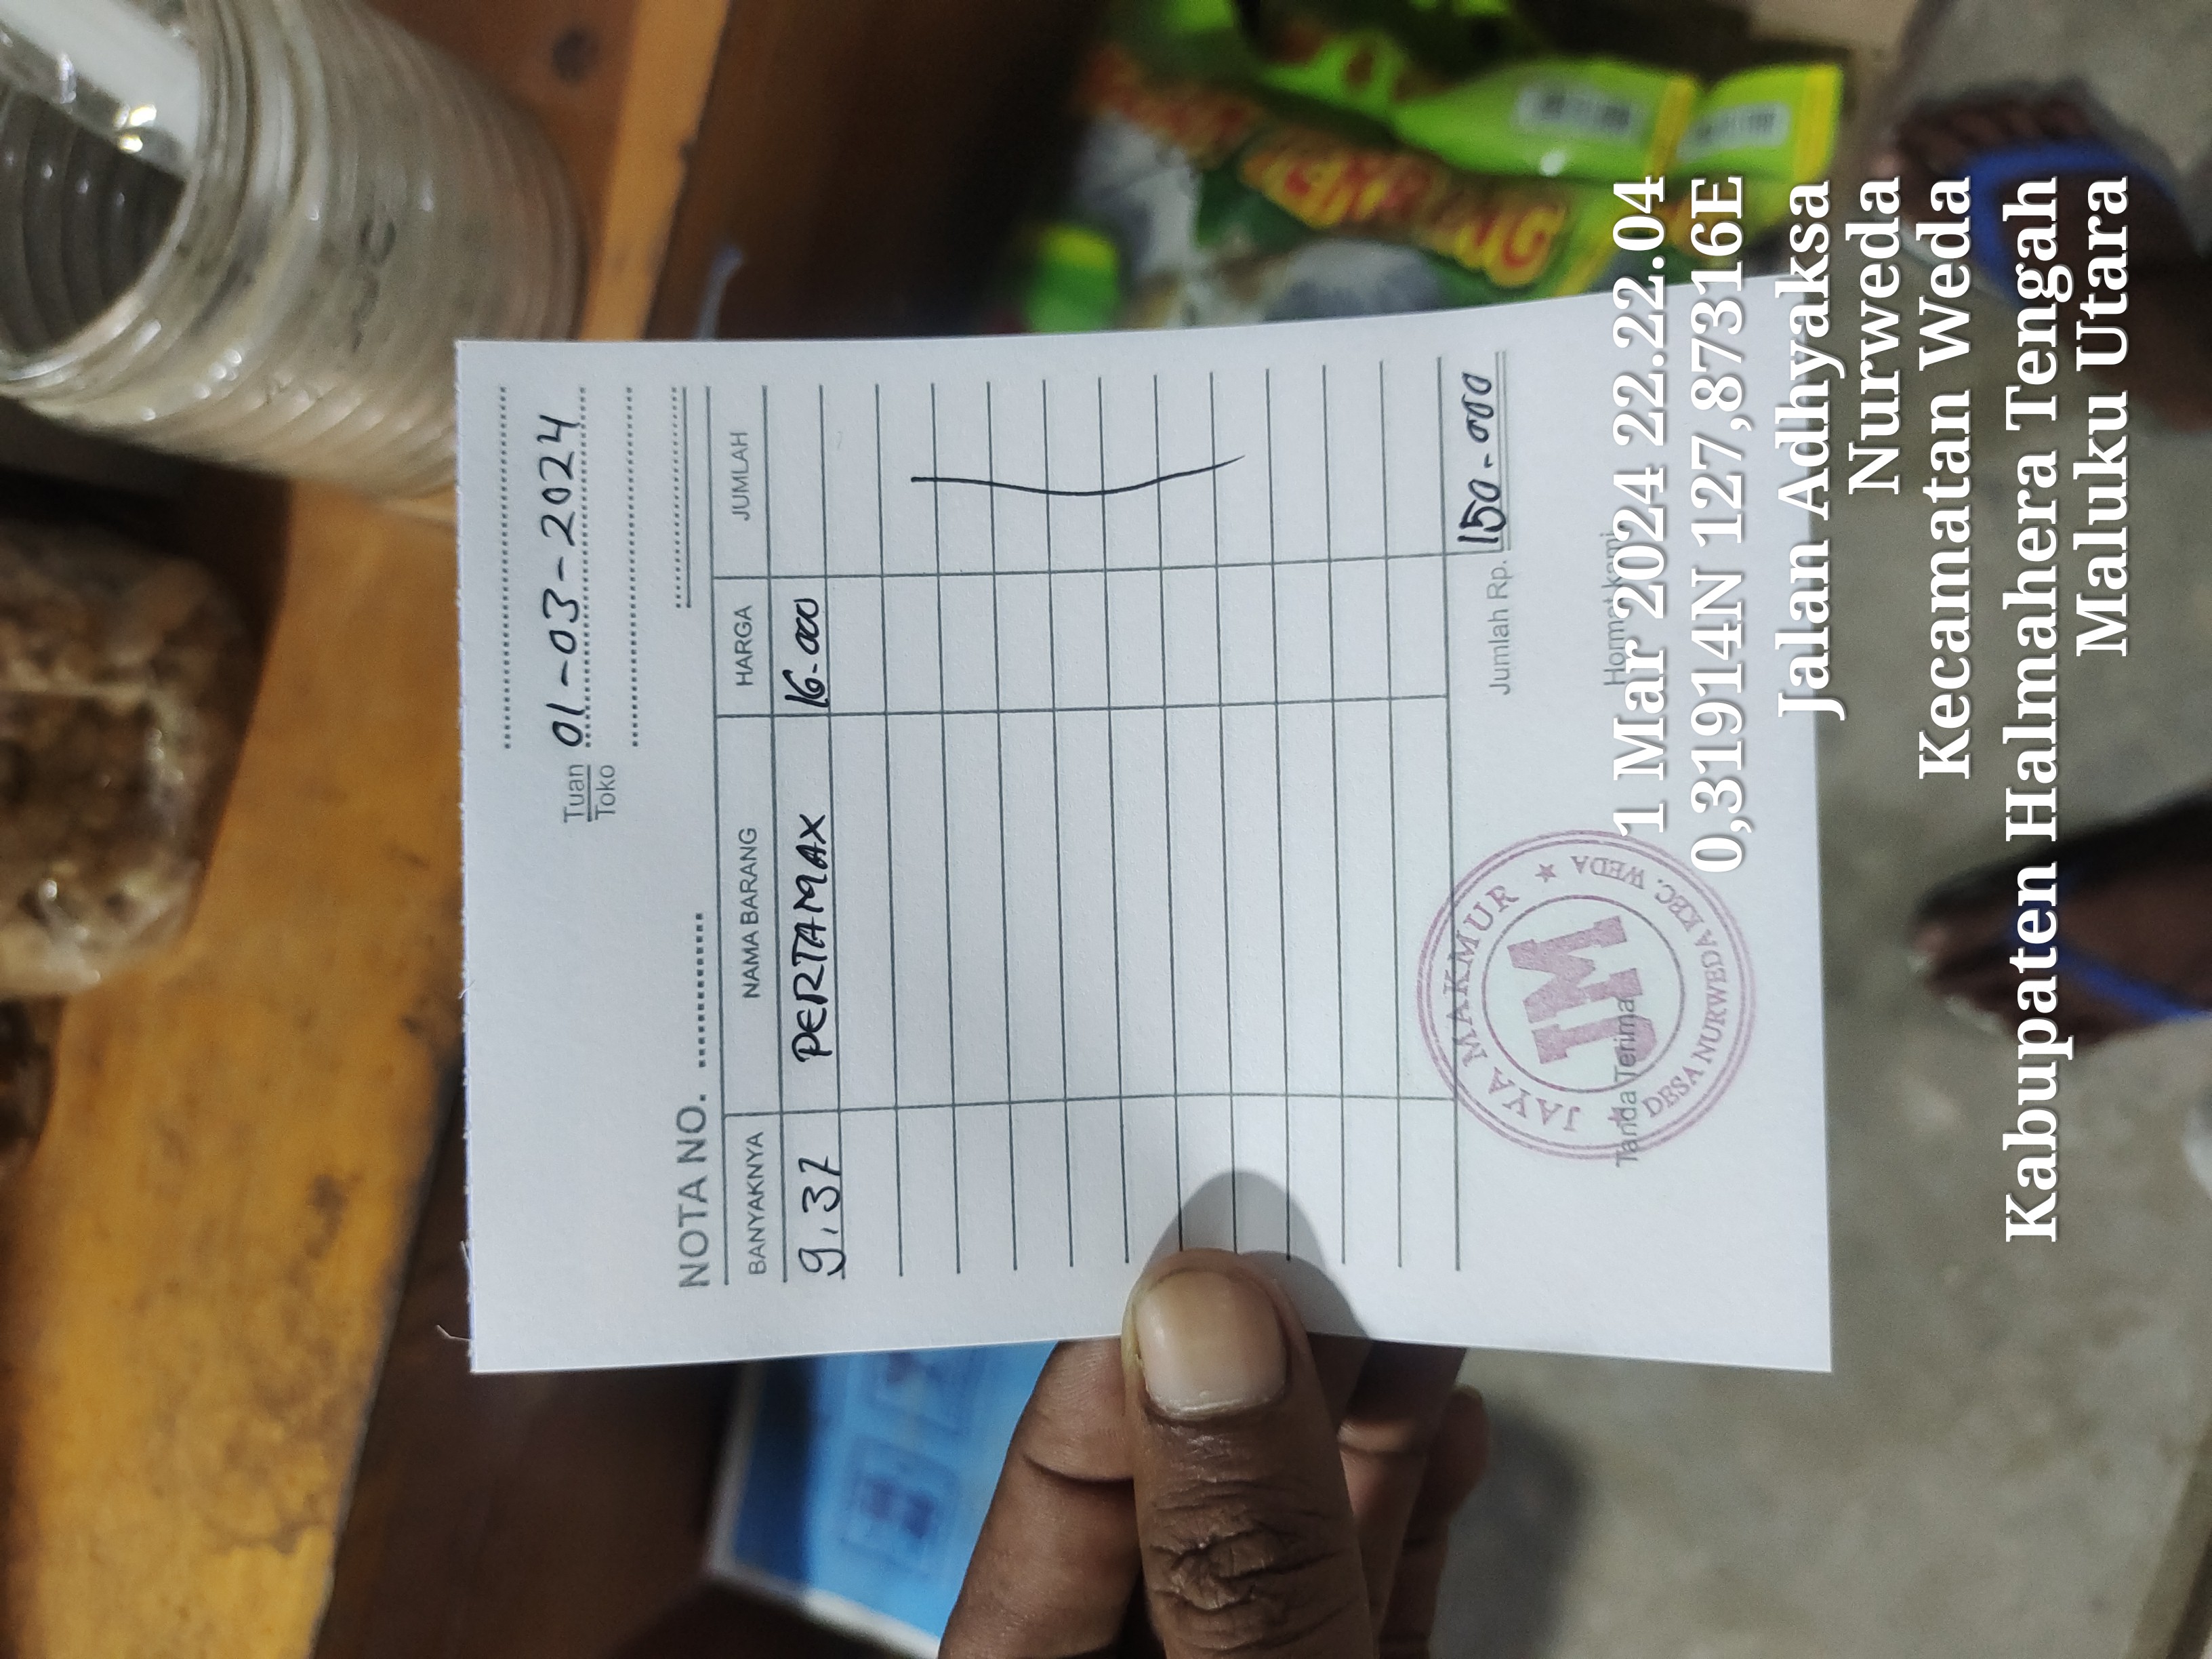 Tuan 01-03-2024
Toko
NOTA NO.
BANYAKNYA NAMA BARANG HARGA JUMLAH
9,37 PERTAMAX 16.000
Jumlah Rp. 150.000
Tanda Terima Hormat kami
JAYA MAKMUR
JM
DESA NURWEDA KEC. WEDA
1 Mar 2024 22.22.04
0,31914N 127,87316E
Jalan Adhyaksa
Nurweda
Kecamatan Weda
Kabupaten Halmahera Tengah
Maluku Utara